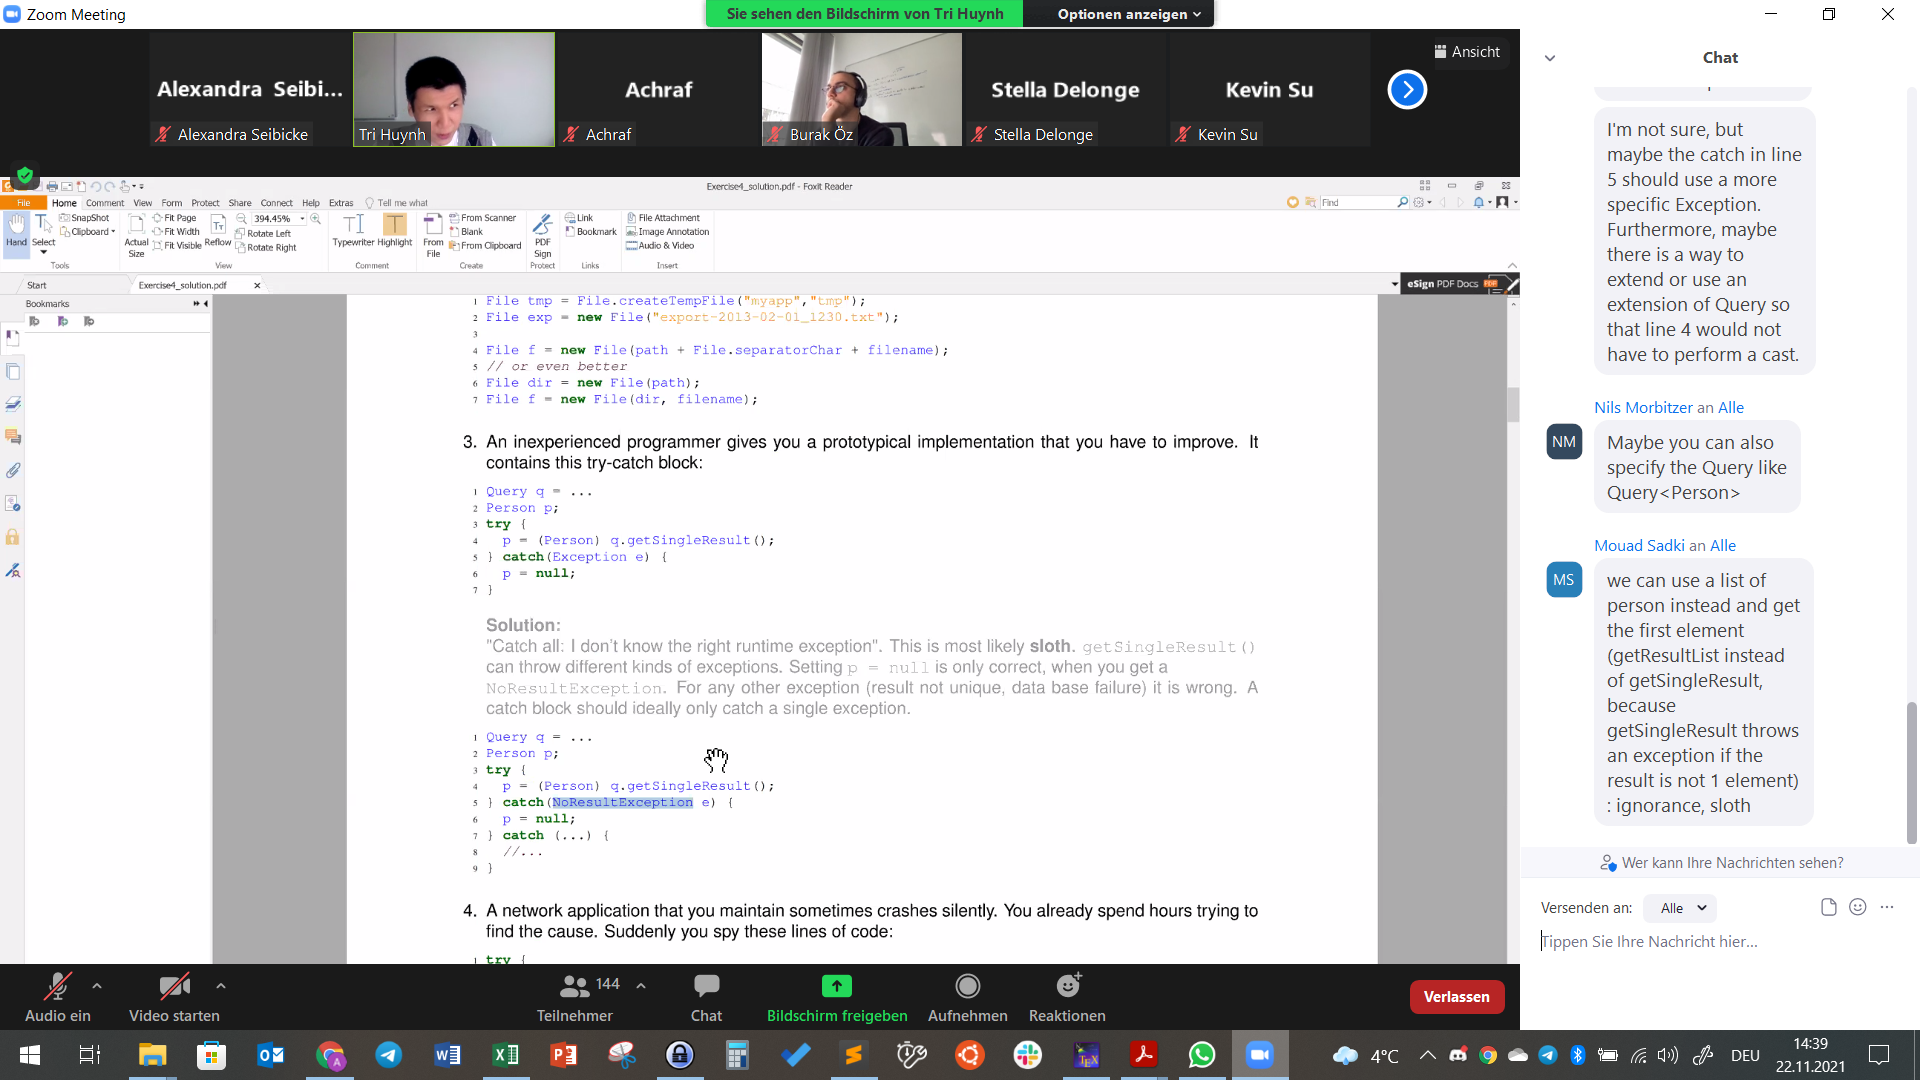 Zoom Meeting
Sie sehen den Bildschirm von Tri Huynh
Optionen anzeigen
Alexandra Seibi...
Alexandra Seibicke
Tri Huynh
Achraf
Achraf
Burak Öz
Stella Delonge
Stella Delonge
Kevin Su
Kevin Su
Ansicht
Exercise4_solution.pdf - Foxit Reader
File Home Comment View Form Protect Share Connect Help Extras Tell me what
Find
Hand
Select
SnapShot
Clipboard
Tools
Actual Size
Fit Page
Fit Width
Fit Visible
Reflow
394.45%
Rotate Left
Rotate Right
View
Typewriter
Highlight
Comment
From File
From Scanner
Blank
From Clipboard
Create
PDF Sign
Protect
Link
Bookmark
Links
File Attachment
Image Annotation
Audio & Video
Insert
Start
Exercise4_solution.pdf
eSign PDF Docs
Bookmarks
1 File tmp = File.createTempFile("myapp","tmp");
2 File exp = new File("export-2013-02-01_1230.txt");
3
4 File f = new File(path + File.separatorChar + filename);
5 // or even better
6 File dir = new File(path);
7 File f = new File(dir, filename);
3. An inexperienced programmer gives you a prototypical implementation that you have to improve. It
contains this try-catch block:
1 Query q = ...
2 Person p;
3 try {
4 p = (Person) q.getSingleResult();
5 } catch(Exception e) {
6 p = null;
7 }
Solution:
"Catch all: I don't know the right runtime exception". This is most likely sloth. getSingleResult()
can throw different kinds of exceptions. Setting p = null is only correct, when you get a
NoResultException. For any other exception (result not unique, data base failure) it is wrong. A
catch block should ideally only catch a single exception.
1 Query q = ...
2 Person p;
3 try {
4 p = (Person) q.getSingleResult();
5 } catch(NoResultException e) {
6 p = null;
7 } catch (...) {
8 //...
9 }
4. A network application that you maintain sometimes crashes silently. You already spend hours trying to
find the cause. Suddenly you spy these lines of code:
1 try {
Chat
I'm not sure, but
maybe the catch in line
5 should use a more
specific Exception.
Furthermore, maybe
there is a way to
extend or use an
extension of Query so
that line 4 would not
have to perform a cast.
Nils Morbitzer an Alle
NM
Maybe you can also
specify the Query like
Query<Person>
Mouad Sadki an Alle
MS
we can use a list of
person instead and get
the first element
(getResultList instead
of getSingleResult,
because
getSingleResult throws
an exception if the
result is not 1 element)
: ignorance, sloth
Wer kann Ihre Nachrichten sehen?
Versenden an: Alle
Tippen Sie Ihre Nachricht hier...
Audio ein
Video starten
144
Teilnehmer
Chat
Bildschirm freigeben
Aufnehmen
Reaktionen
Verlassen
4°C
DEU
14:39
22.11.2021